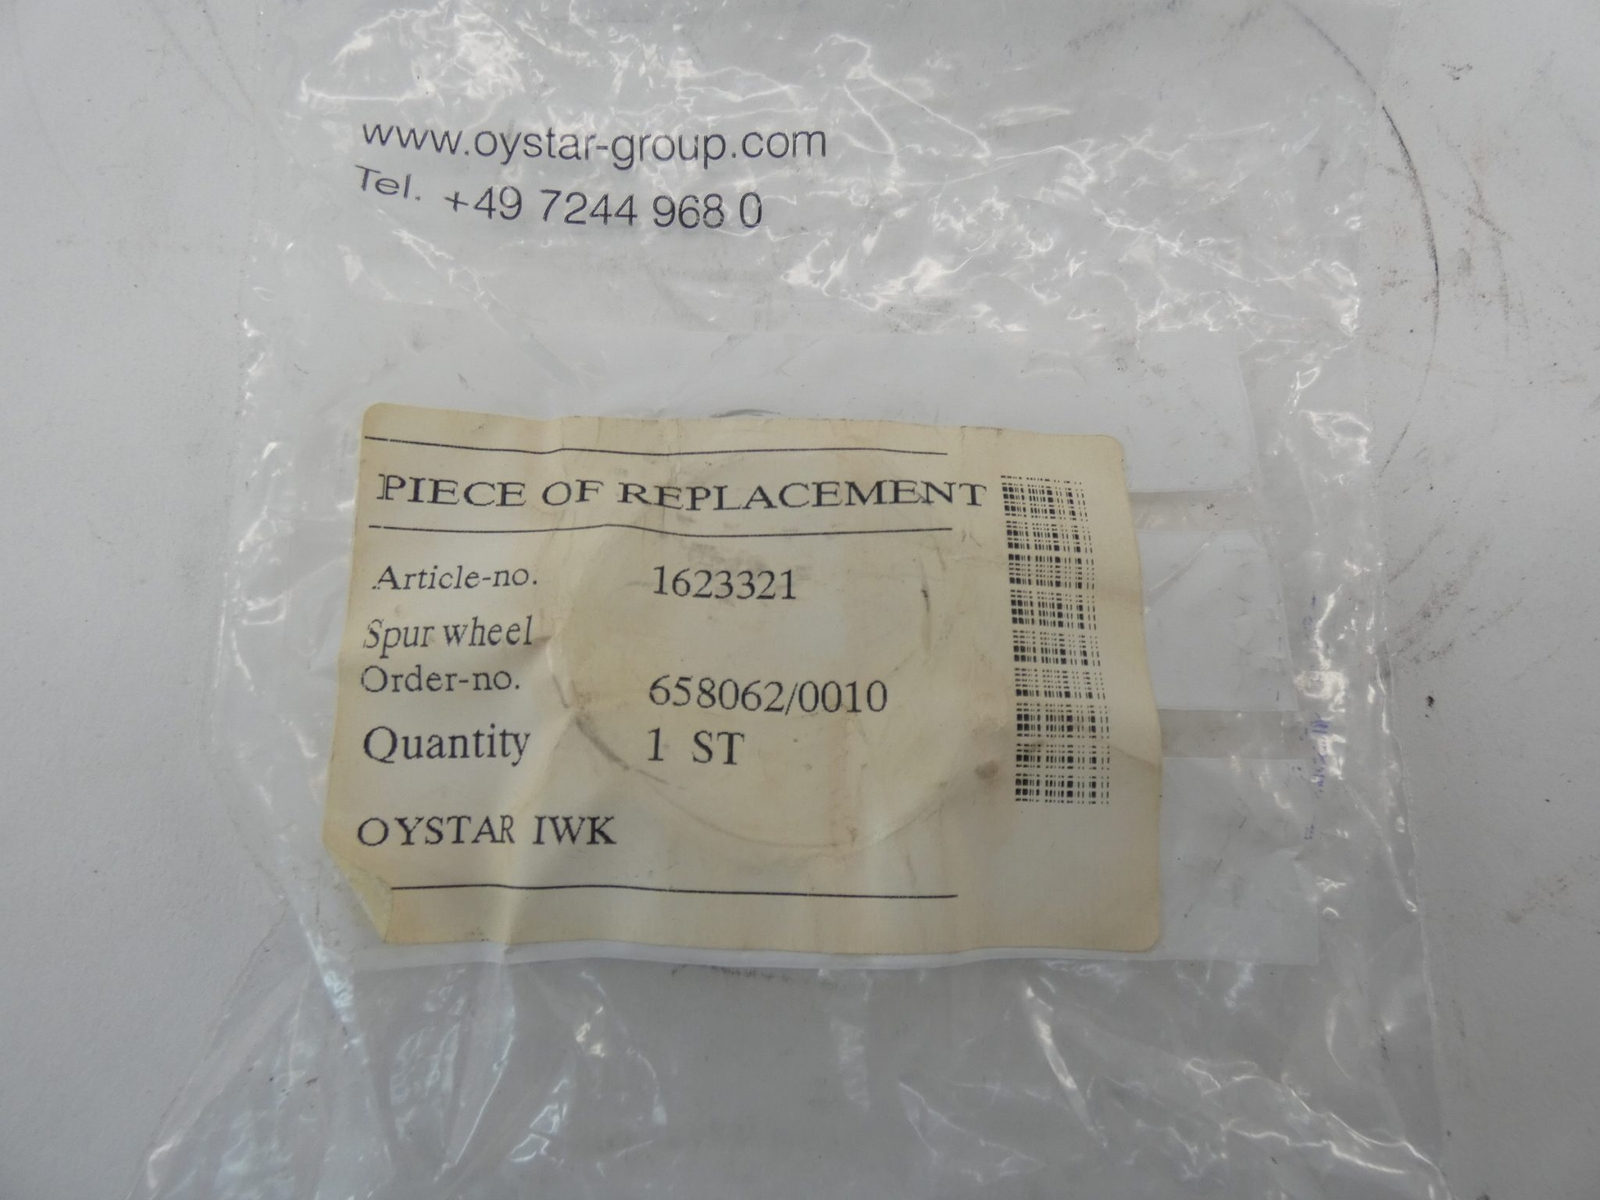 www.oystar-group.com
Tel. +49 7244 968 0
PIECE OF REPLACEMENT
Article-no. 1623321
Spur wheel
Order-no. 658062/0010
Quantity 1 ST
OYSTAR IWK